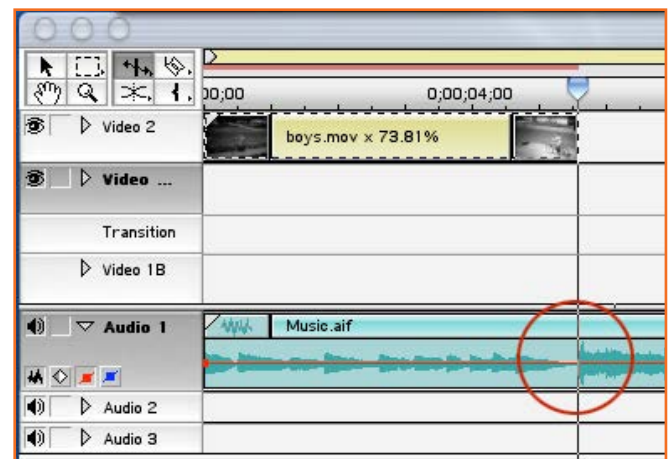 00;00
0;00;04;00
Video 2
boys.mov x 73.81%
Video ...
Transition
Video 1B
Audio 1
Music.aif
Audio 2
Audio 3